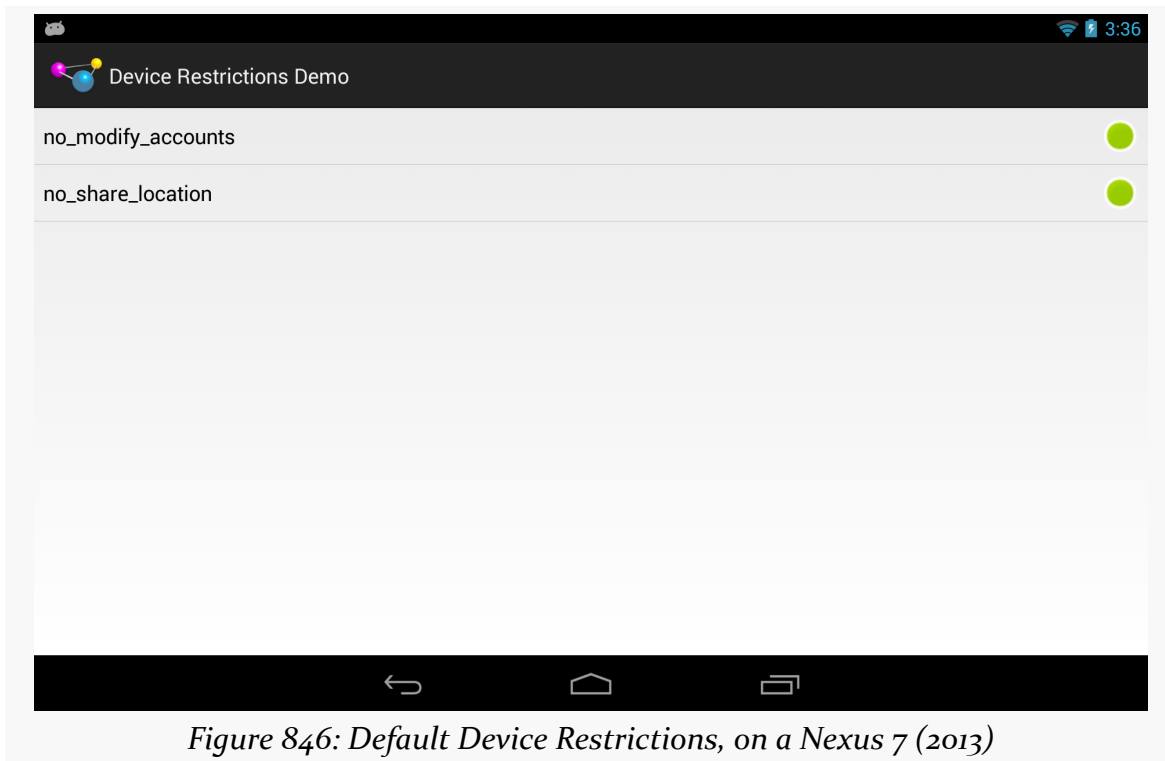 3:36
Device Restrictions Demo
no_modify_accounts
no_share_location
Figure 846: Default Device Restrictions, on a Nexus 7 (2013)